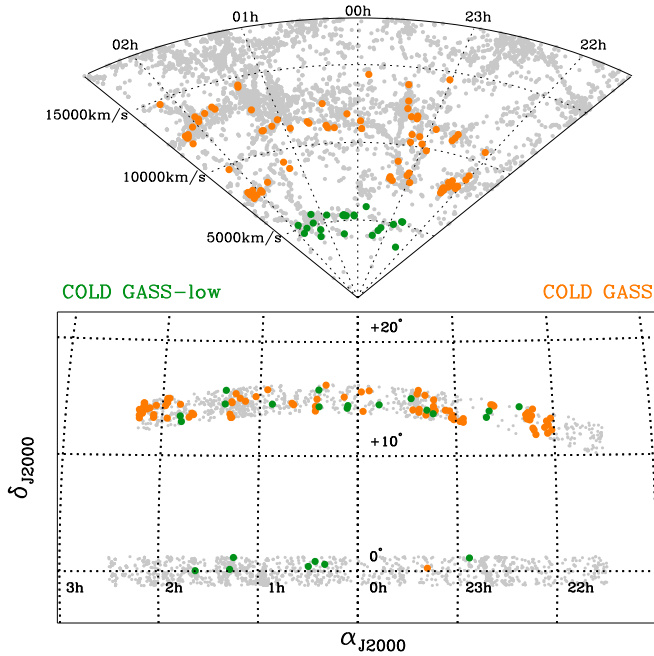 00h
01h 23h
02h 22h
15000km/s
10000km/s
5000km/s
COLD GASS-low COLD GASS
+20°
+10°
0°
3h 2h 1h 0h 23h 22h
δJ2000
αJ2000